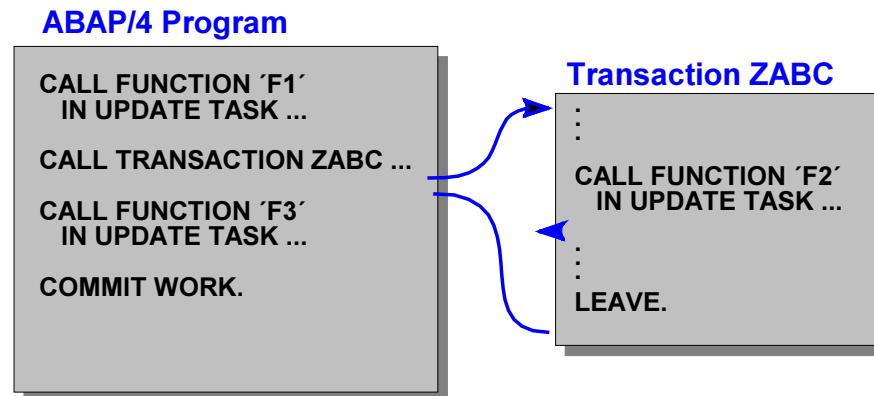 ABAP/4 Program
CALL FUNCTION ´F1´
IN UPDATE TASK ...
CALL TRANSACTION ZABC ...
CALL FUNCTION ´F3´
IN UPDATE TASK ...
COMMIT WORK.
Transaction ZABC
.
.
.
CALL FUNCTION ´F2´
IN UPDATE TASK ...
.
.
.
LEAVE.